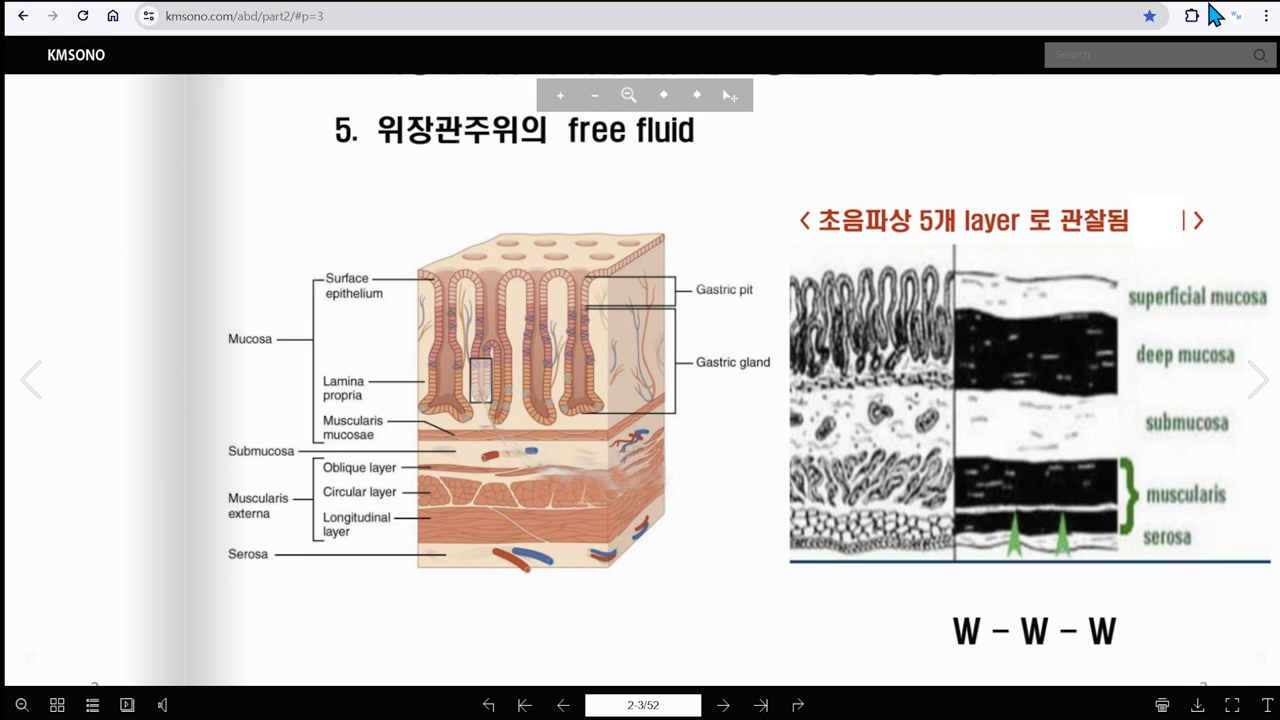 kmsono.com/abd/part2/#p=3
KMSONO
Search
5. 위장관주위의 free fluid
< 초음파상 5개 layer 로 관찰됨 >
Surface
epithelium
Mucosa
Lamina
propria
Muscularis
mucosae
Submucosa
Oblique layer
Muscularis
externa
Circular layer
Longitudinal
layer
Serosa
Gastric pit
Gastric gland
superficial mucosa
deep mucosa
submucosa
muscularis
serosa
W – W – W
2-3/52